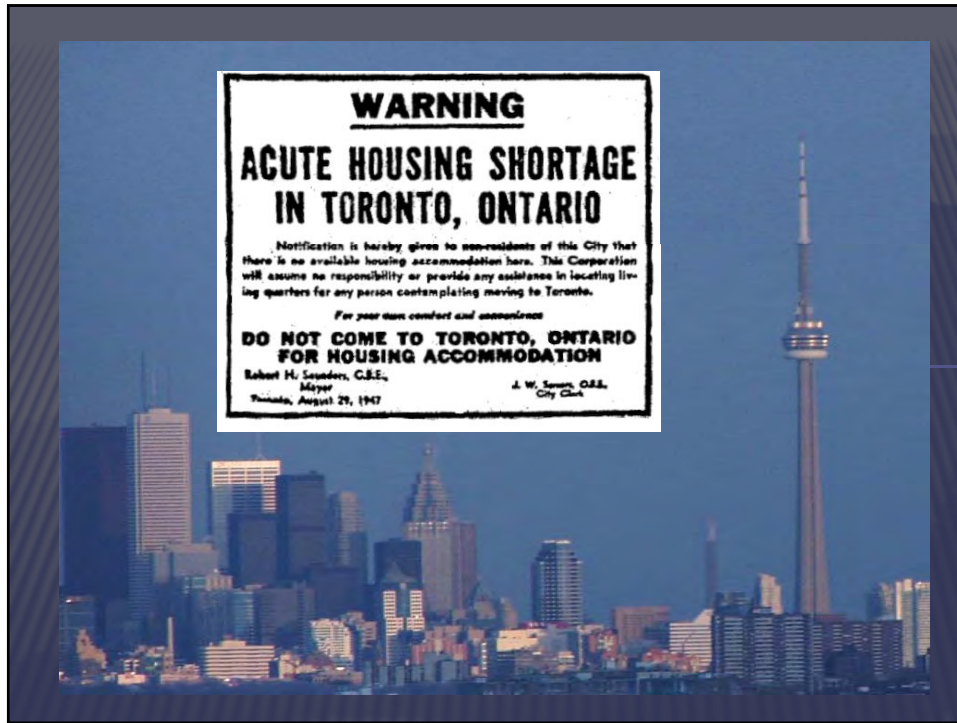 WARNING
ACUTE HOUSING SHORTAGE
IN TORONTO, ONTARIO
Notification is hereby given to non-residents of this City that
there is no available housing accommodation here. This Corporation
will assume no responsibility or provide any assistance in locating liv-
ing quarters for any person contemplating moving to Toronto.
For your own comfort and convenience
DO NOT COME TO TORONTO, ONTARIO
FOR HOUSING ACCOMMODATION
Robert H. Saunders, C.B.E.,
Mayor
J. W. O.B.E.,
City Clerk
Toronto, August 29, 1947